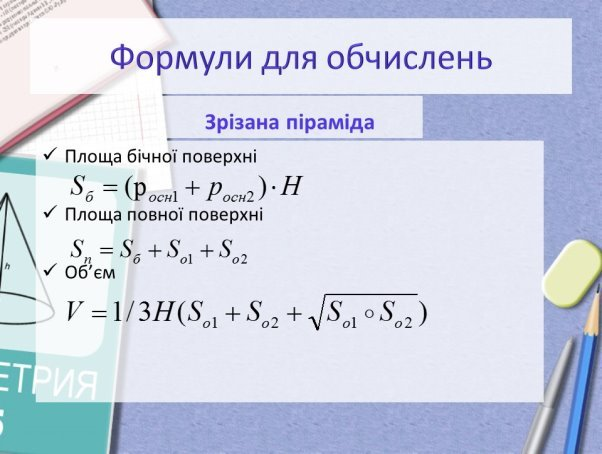 Формули для обчислень
Зрізана піраміда
✓ Площа бічної поверхні
S_б = (p_осн1 + p_осн2) · H
✓ Площа повної поверхні
S_п = S_б + S_о1 + S_о2
✓ Об’єм
V = 1/3H(S_о1 + S_о2 + √(S_о1 ∘ S_о2))
h
ЕТРИЯ